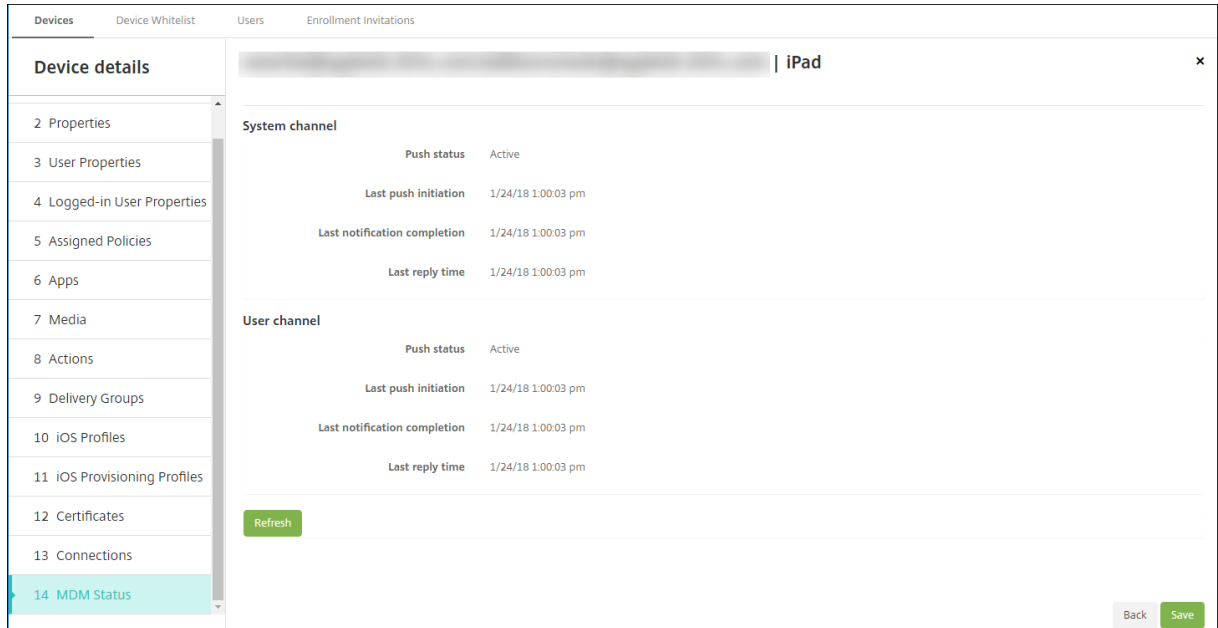 Devices Device Whitelist Users Enrollment Invitations
Device details
| iPad
×
2 Properties
3 User Properties
4 Logged-in User Properties
5 Assigned Policies
6 Apps
7 Media
8 Actions
9 Delivery Groups
10 iOS Profiles
11 iOS Provisioning Profiles
12 Certificates
13 Connections
14 MDM Status
System channel
Push status Active
Last push initiation 1/24/18 1:00:03 pm
Last notification completion 1/24/18 1:00:03 pm
Last reply time 1/24/18 1:00:03 pm
User channel
Push status Active
Last push initiation 1/24/18 1:00:03 pm
Last notification completion 1/24/18 1:00:03 pm
Last reply time 1/24/18 1:00:03 pm
Refresh
Back Save